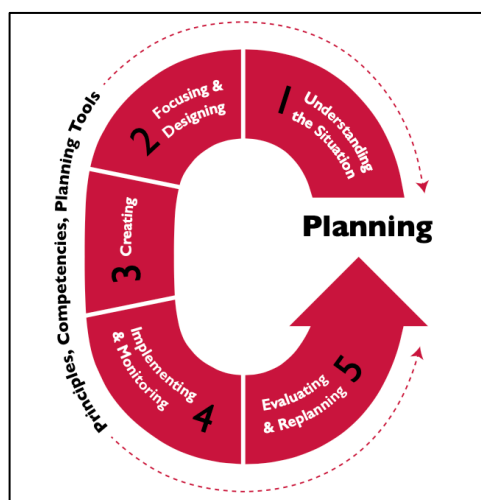 1
Understanding
the Situation
2
Focusing &
Designing
3
Creating
4
Implementing
& Monitoring
5
Evaluating
& Replanning
Planning
Principles, Competencies, Planning Tools